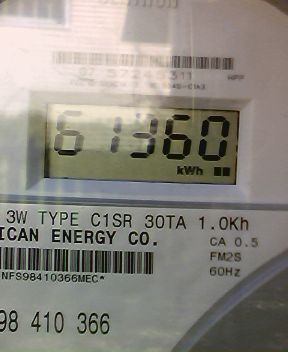 61360
kWh
3W TYPE C1SR 30TA 1.0Kh
ICAN ENERGY CO.
CA 0.5
FM2S
NFS98410366MEC*
60Hz
98 410 366